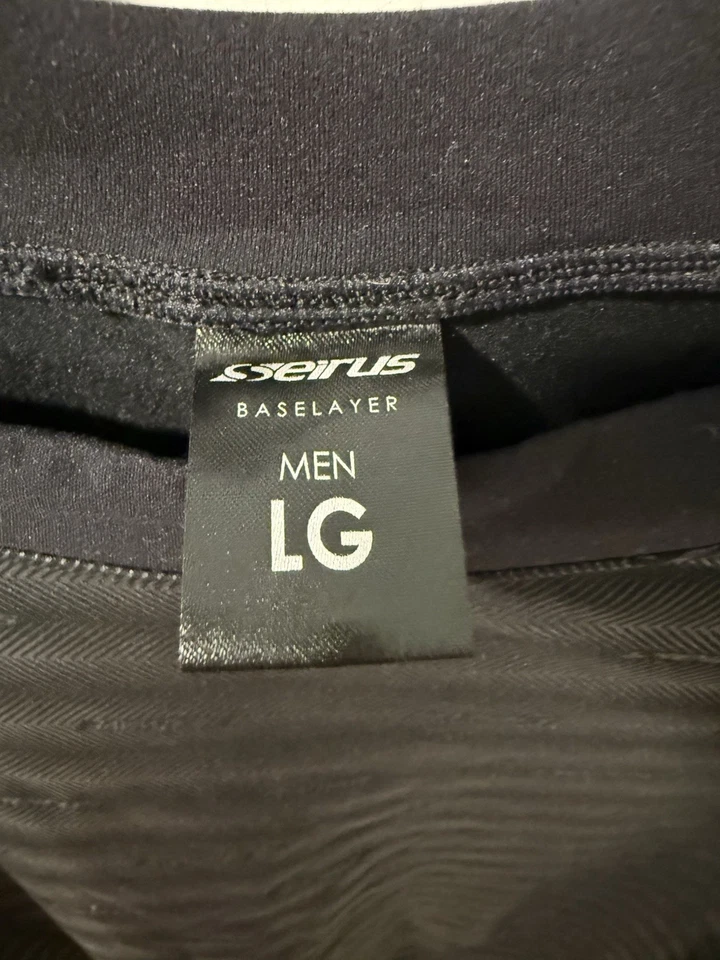 seirus
BASELAYER
MEN
LG